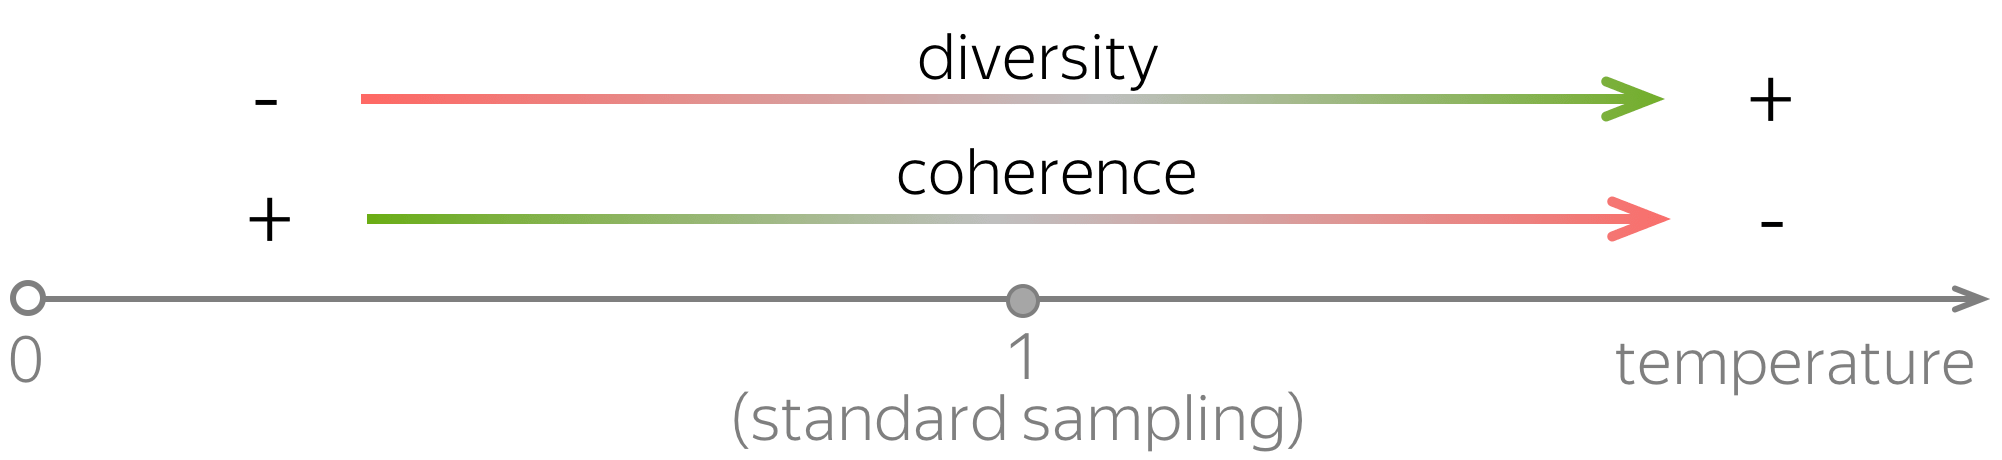 diversity
- +
coherence
+ -
0 1 temperature
(standard sampling)